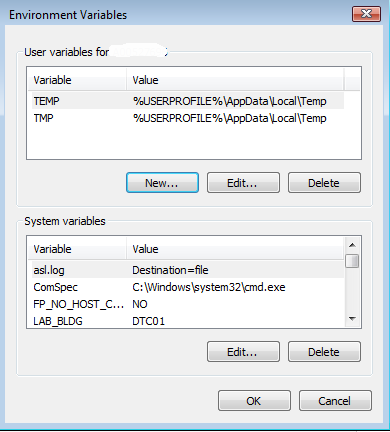 Environment Variables
User variables for
Variable Value
TEMP %USERPROFILE%\AppData\Local\Temp
TMP %USERPROFILE%\AppData\Local\Temp
New... Edit... Delete
System variables
Variable Value
asl.log Destination=file
ComSpec C:\Windows\system32\cmd.exe
FP_NO_HOST_C... NO
LAB_BLDG DTC01
Edit... Delete
OK Cancel